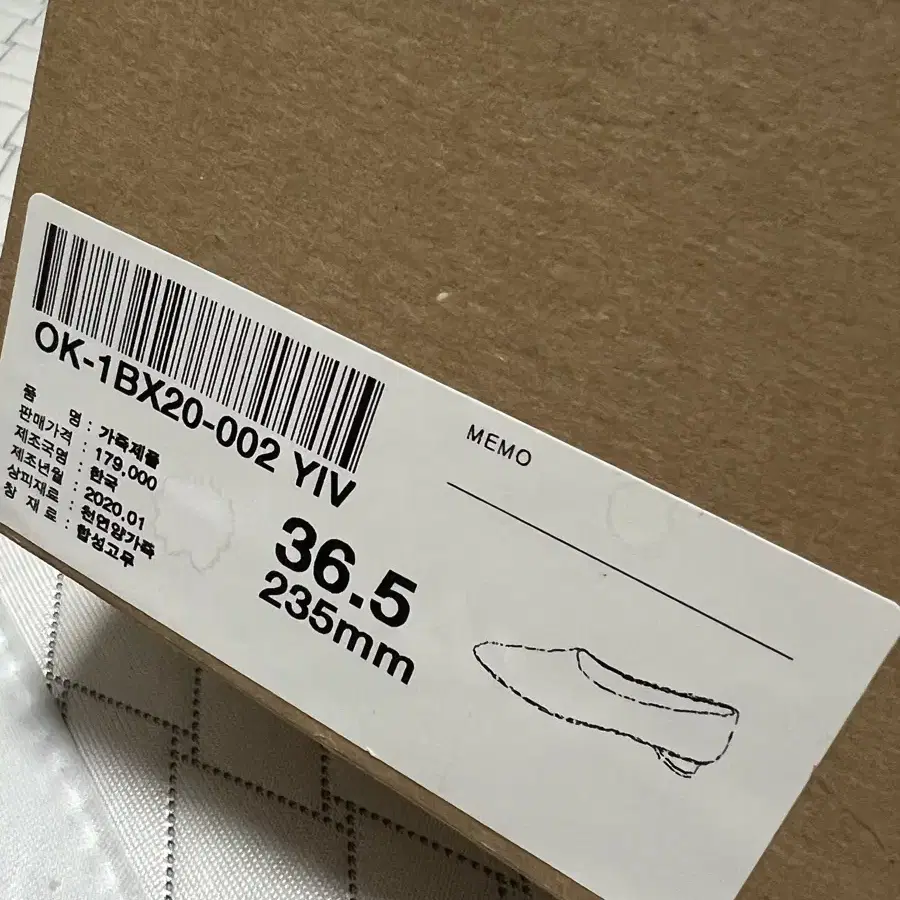 OK-1BX20-002 YIV
품 명 : 가죽제품
판매가격 : 179,000
제조국명 : 한국
제조년월 : 2020.01
상피재료 : 천연양가죽
창 재 료 : 합성고무
36.5
235mm
MEMO